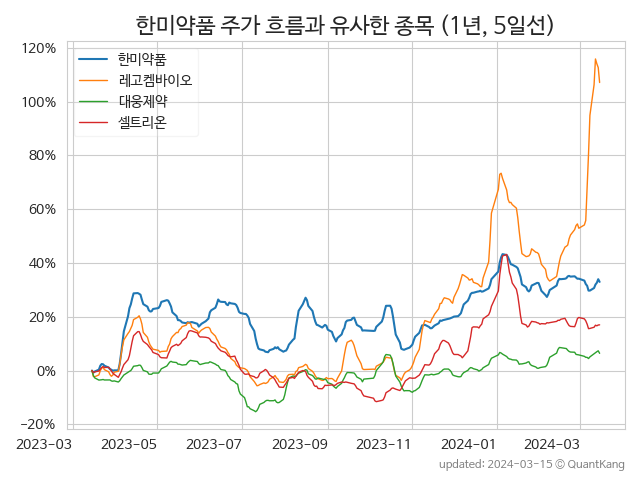 한미약품 주가 흐름과 유사한 종목 (1년, 5일선)
120%
100%
80%
60%
40%
20%
0%
−20%
한미약품
레고켐바이오
대웅제약
셀트리온
2023-03
2023-05
2023-07
2023-09
2023-11
2024-01
2024-03
updated: 2024-03-15 ⓒ QuantKang